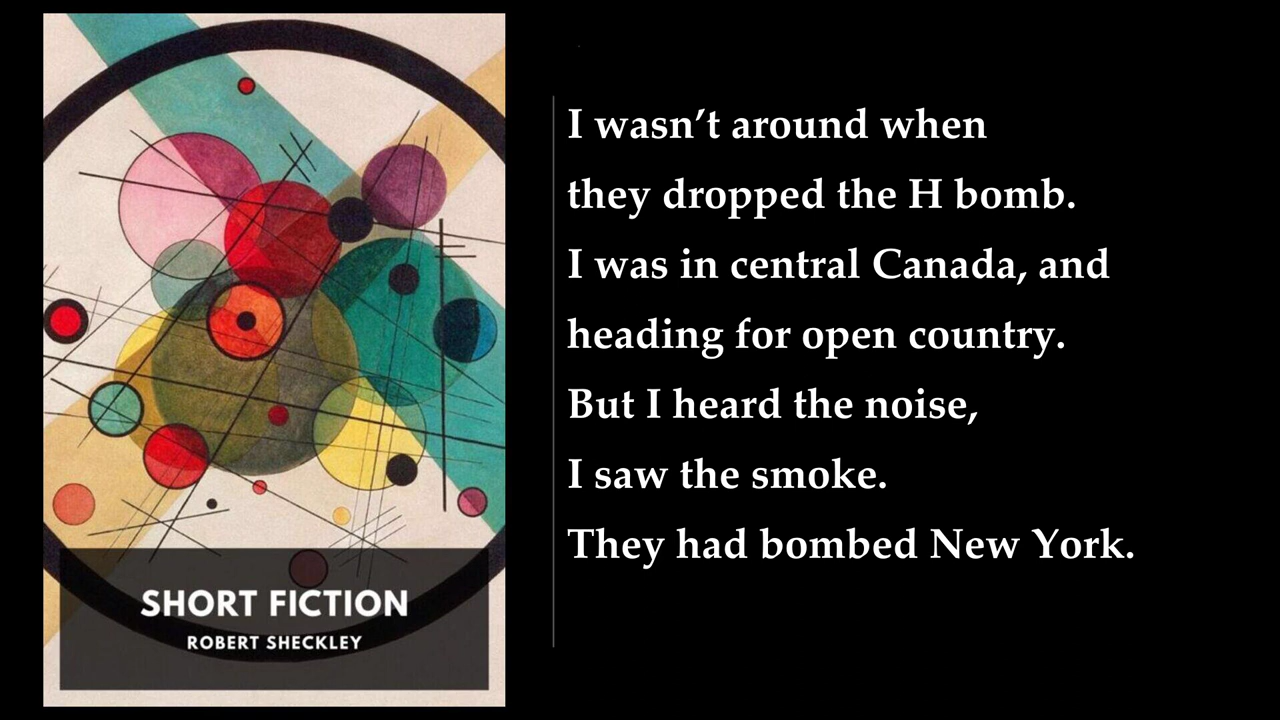 SHORT FICTION
ROBERT SHECKLEY
I wasn’t around when
they dropped the H bomb.
I was in central Canada, and
heading for open country.
But I heard the noise,
I saw the smoke.
They had bombed New York.